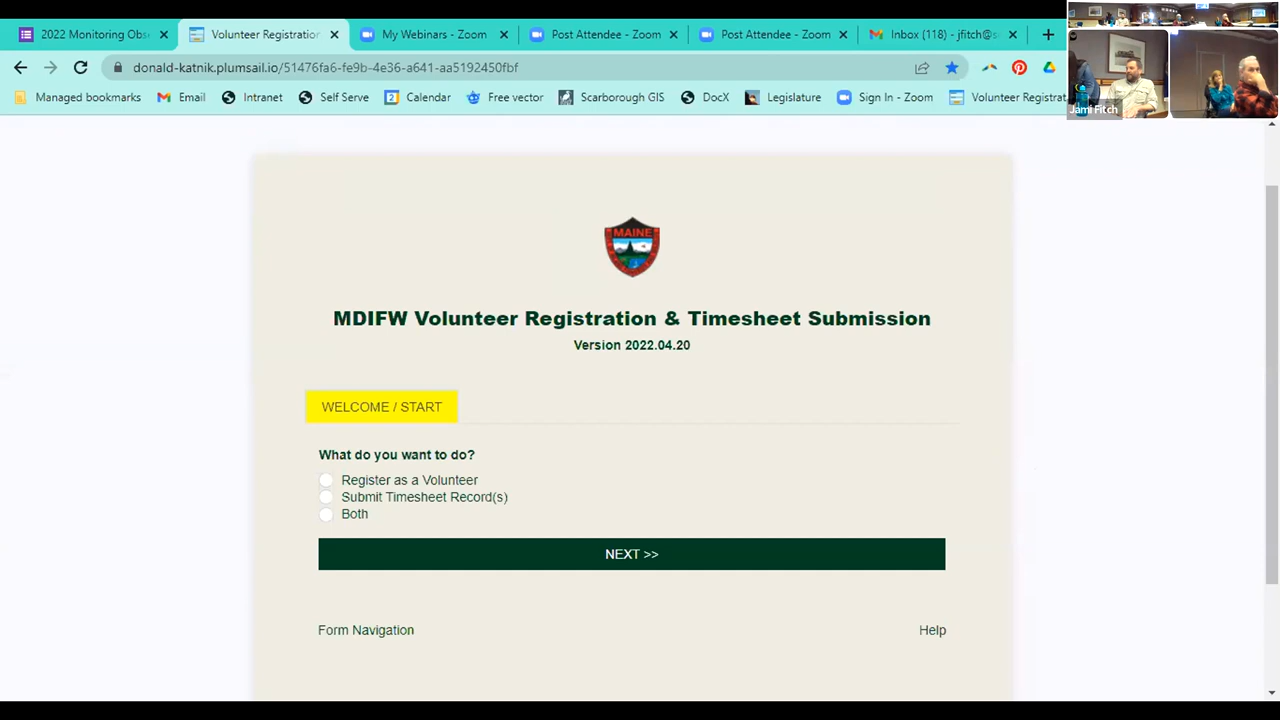 2022 Monitoring Obse
Volunteer Registration
My Webinars - Zoom
Post Attendee - Zoom
Post Attendee - Zoom
Inbox (118) - jfitch@s
donald-katnik.plumsail.io/51476fa6-fe9b-4e36-a641-aa5192450fbf
Managed bookmarks
Email
Intranet
Self Serve
Calendar
Free vector
Scarborough GIS
DocX
Legislature
Sign In - Zoom
Volunteer Registrat
Jami Fitch
MAINE
MDIFW Volunteer Registration & Timesheet Submission
Version 2022.04.20
WELCOME / START
What do you want to do?
Register as a Volunteer
Submit Timesheet Record(s)
Both
NEXT >>
Form Navigation
Help